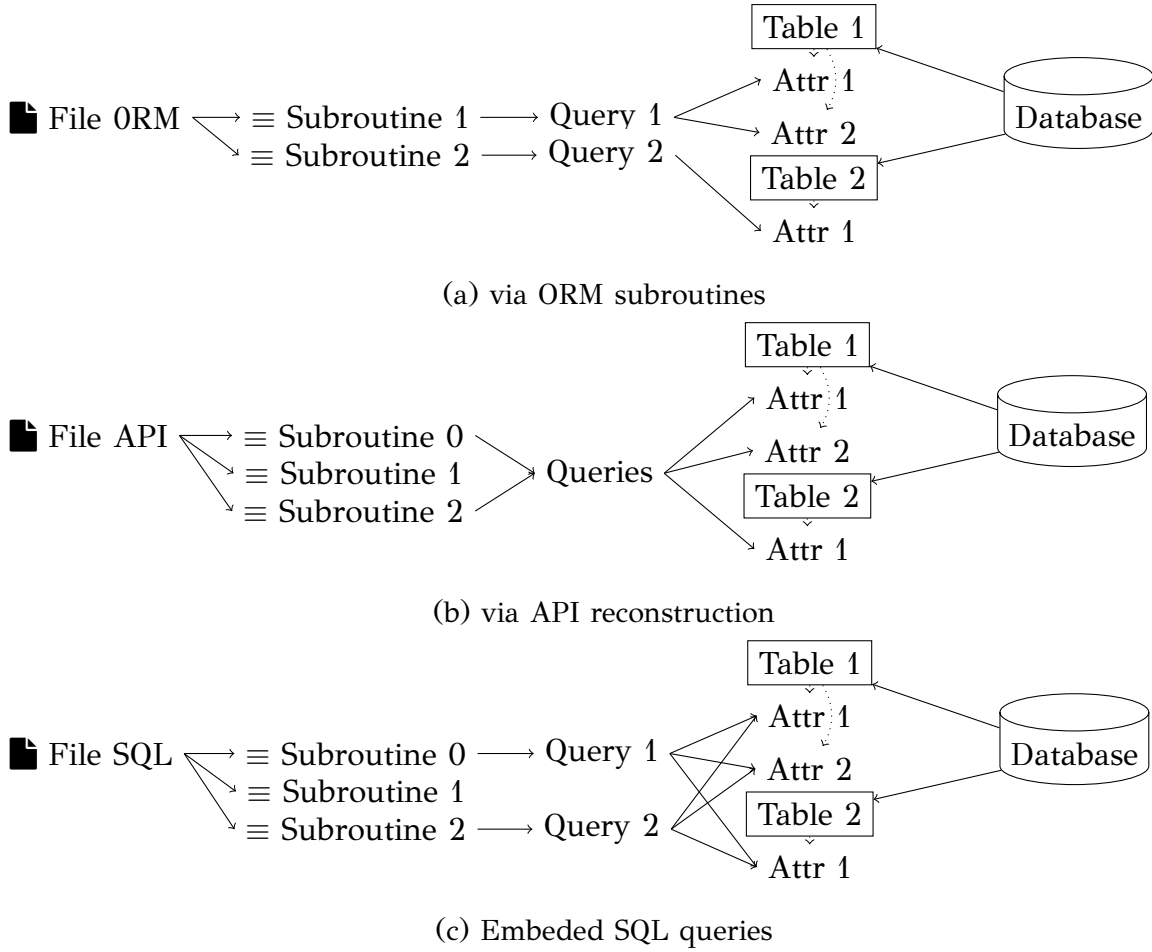 Table 1
Attr 1
File ORM
≡ Subroutine 1
Query 1
Database
Attr 2
≡ Subroutine 2
Query 2
Table 2
Attr 1
(a) via ORM subroutines
Table 1
Attr 1
File API
≡ Subroutine 0
Database
Attr 2
≡ Subroutine 1
Queries
Table 2
≡ Subroutine 2
Attr 1
(b) via API reconstruction
Table 1
Attr 1
File SQL
≡ Subroutine 0
Query 1
Database
Attr 2
≡ Subroutine 1
Table 2
≡ Subroutine 2
Query 2
Attr 1
(c) Embeded SQL queries